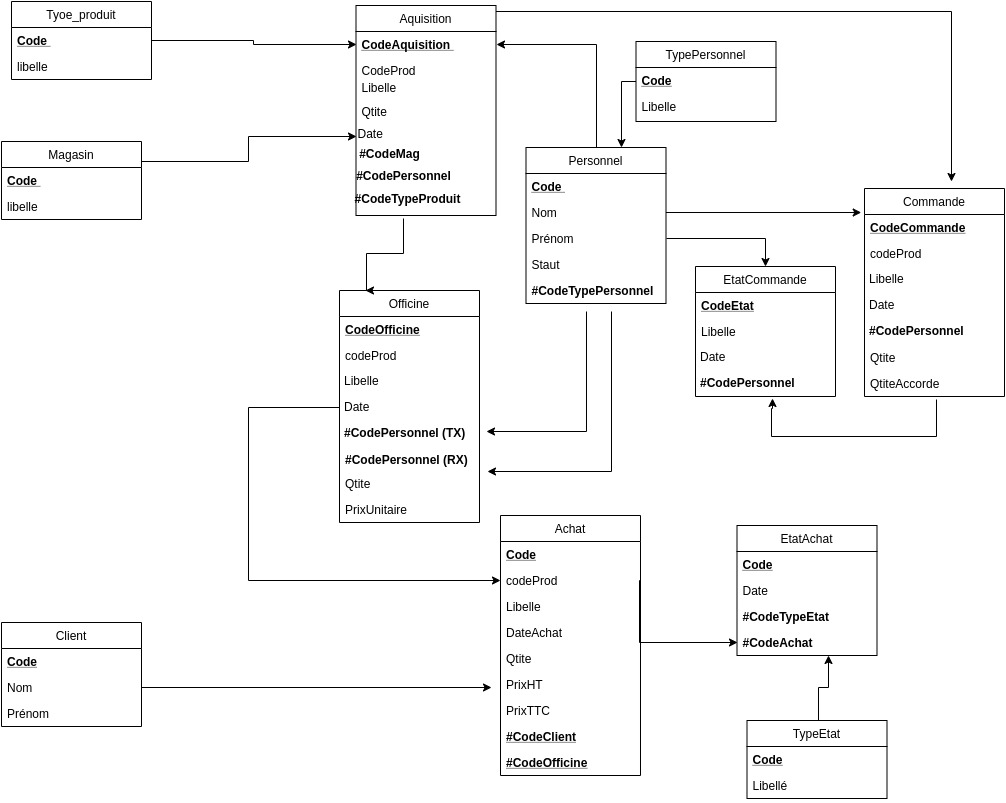 Tyoe_produit
Code
libelle
Magasin
Code
libelle
Aquisition
CodeAquisition
CodeProd
Libelle
Qtite
Date
#CodeMag
#CodePersonnel
#CodeTypeProduit
TypePersonnel
Code
Libelle
Personnel
Code
Nom
Prénom
Staut
#CodeTypePersonnel
Commande
CodeCommande
codeProd
Libelle
Date
#CodePersonnel
Qtite
QtiteAccorde
EtatCommande
CodeEtat
Libelle
Date
#CodePersonnel
Officine
CodeOfficine
codeProd
Libelle
Date
#CodePersonnel (TX)
#CodePersonnel (RX)
Qtite
PrixUnitaire
Achat
Code
codeProd
Libelle
DateAchat
Qtite
PrixHT
PrixTTC
#CodeClient
#CodeOfficine
EtatAchat
Code
Date
#CodeTypeEtat
#CodeAchat
Client
Code
Nom
Prénom
TypeEtat
Code
Libellé